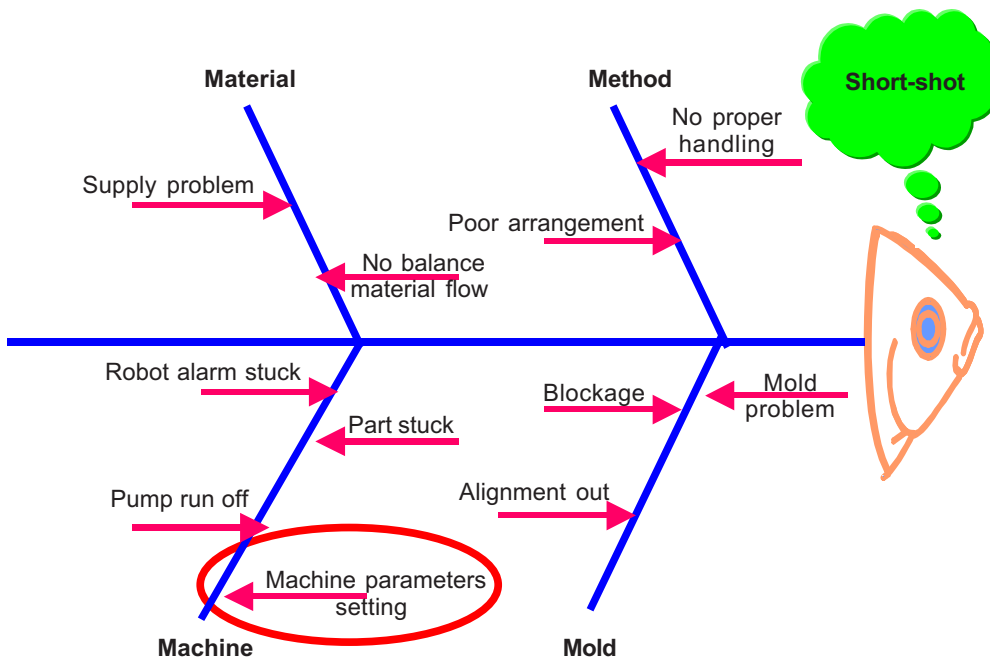 Material
Method
Short-shot
No proper
handling
Supply problem
Poor arrangement
No balance
material flow
Robot alarm stuck
Blockage
Mold
problem
Part stuck
Pump run off
Alignment out
Machine parameters
setting
Machine
Mold